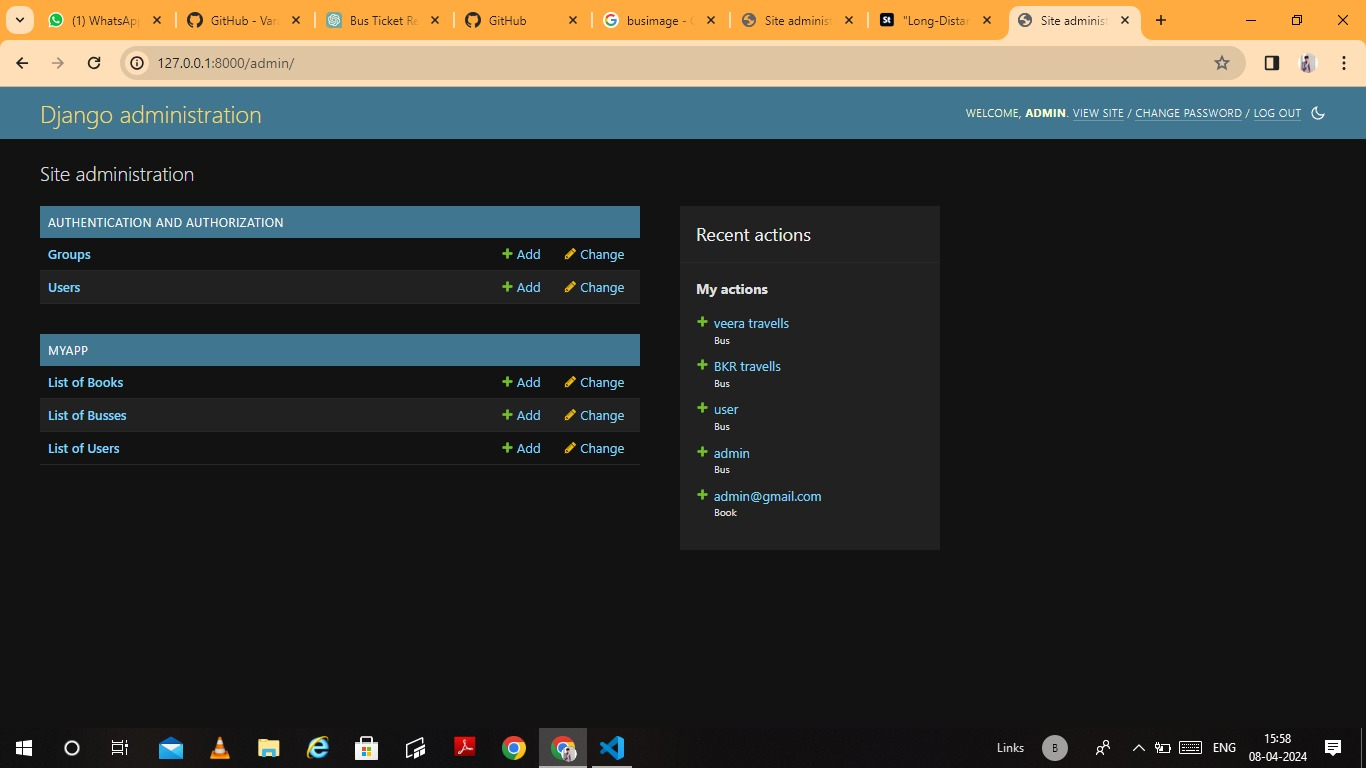 (1) WhatsAp
GitHub - Var
Bus Ticket Re
GitHub
busimage - G
Site administ
"Long-Distan
Site administ
127.0.0.1:8000/admin/
Django administration
WELCOME, ADMIN. VIEW SITE / CHANGE PASSWORD / LOG OUT
Site administration
AUTHENTICATION AND AUTHORIZATION
Groups Add Change
Users Add Change
MYAPP
List of Books Add Change
List of Busses Add Change
List of Users Add Change
Recent actions
My actions
veera travells
Bus
BKR travells
Bus
user
Bus
admin
Bus
admin@gmail.com
Book
Links B ENG
15:58
08-04-2024